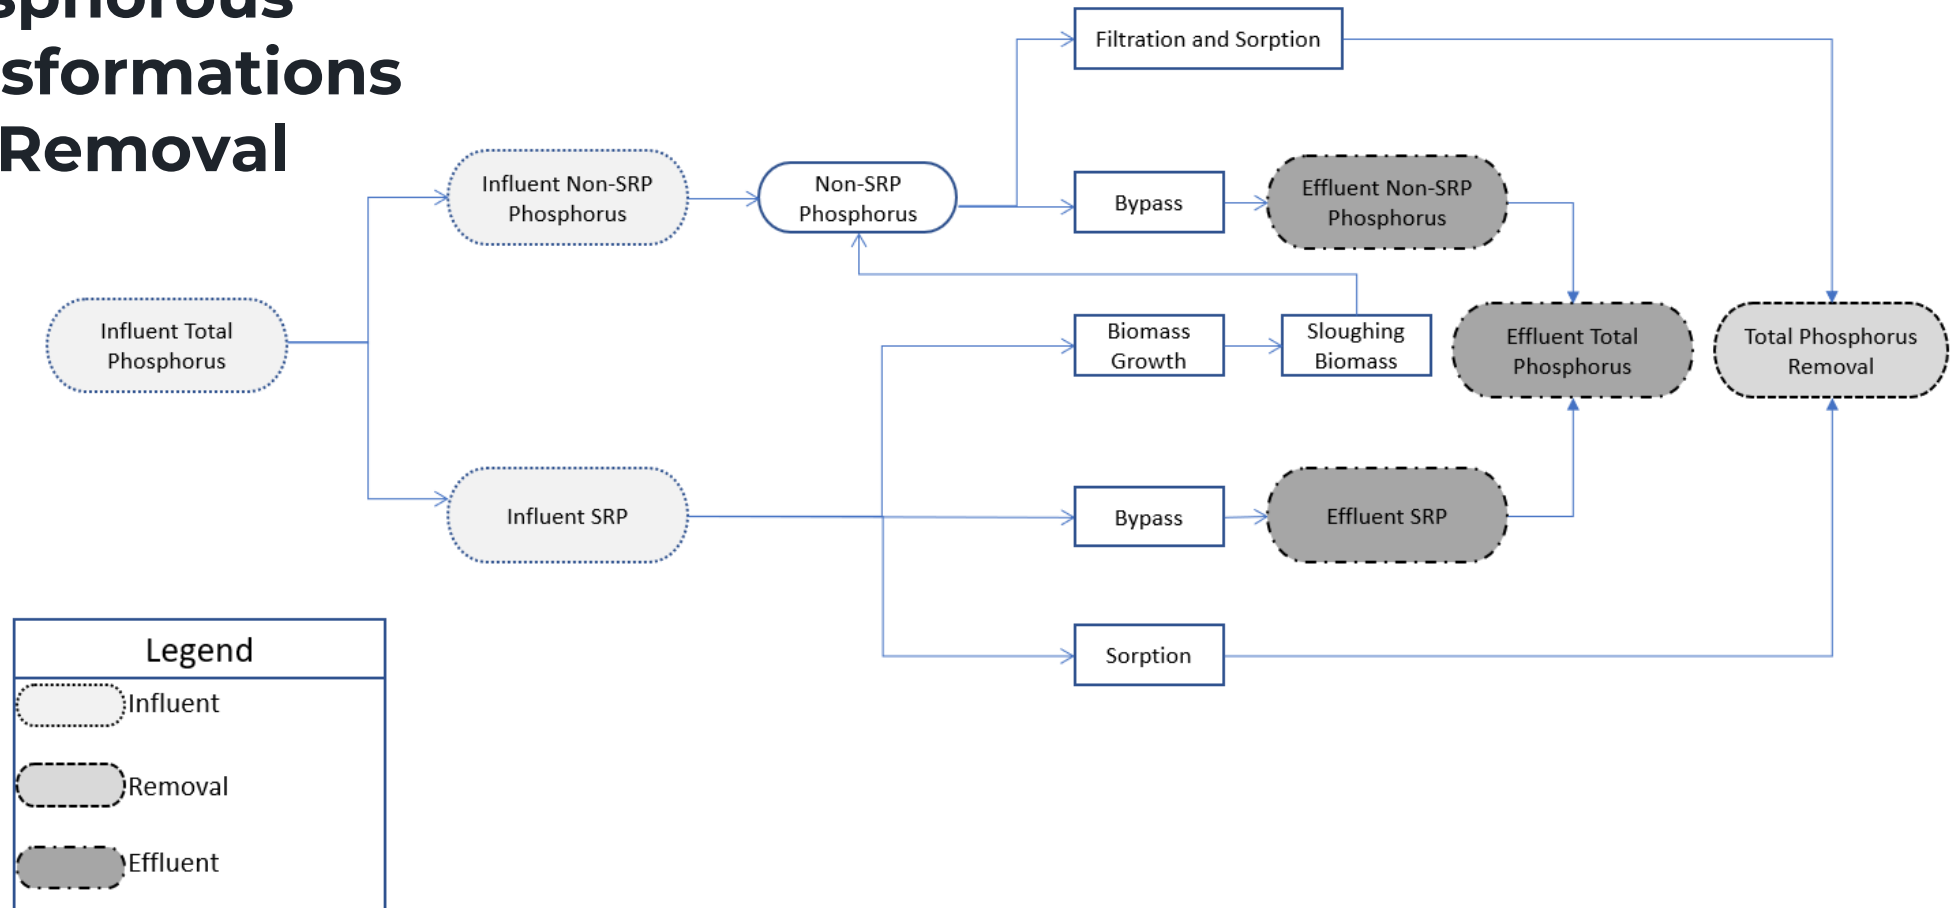 sphorous
sformations
Removal
Filtration and Sorption
Influent Non-SRP
Phosphorus
Non-SRP
Phosphorus
Bypass
Effluent Non-SRP
Phosphorus
Influent Total
Phosphorus
Biomass
Growth
Sloughing
Biomass
Effluent Total
Phosphorus
Total Phosphorus
Removal
Influent SRP
Bypass
Effluent SRP
Sorption
Legend
Influent
Removal
Effluent